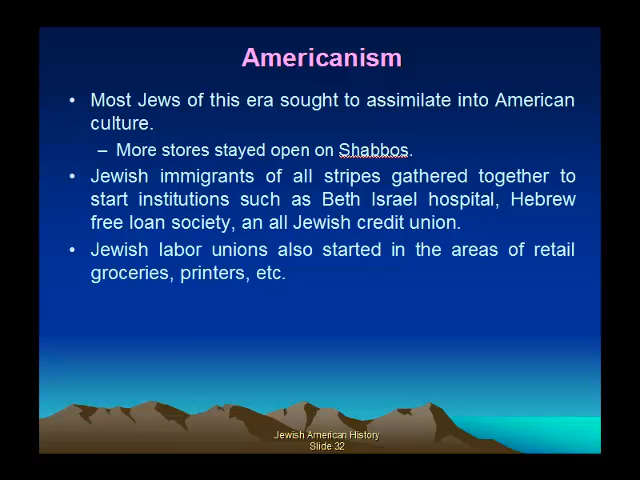 Americanism
• Most Jews of this era sought to assimilate into American
culture.
– More stores stayed open on Shabbos.
• Jewish immigrants of all stripes gathered together to
start institutions such as Beth Israel hospital, Hebrew
free loan society, an all Jewish credit union.
• Jewish labor unions also started in the areas of retail
groceries, printers, etc.
Jewish American History
Slide 32